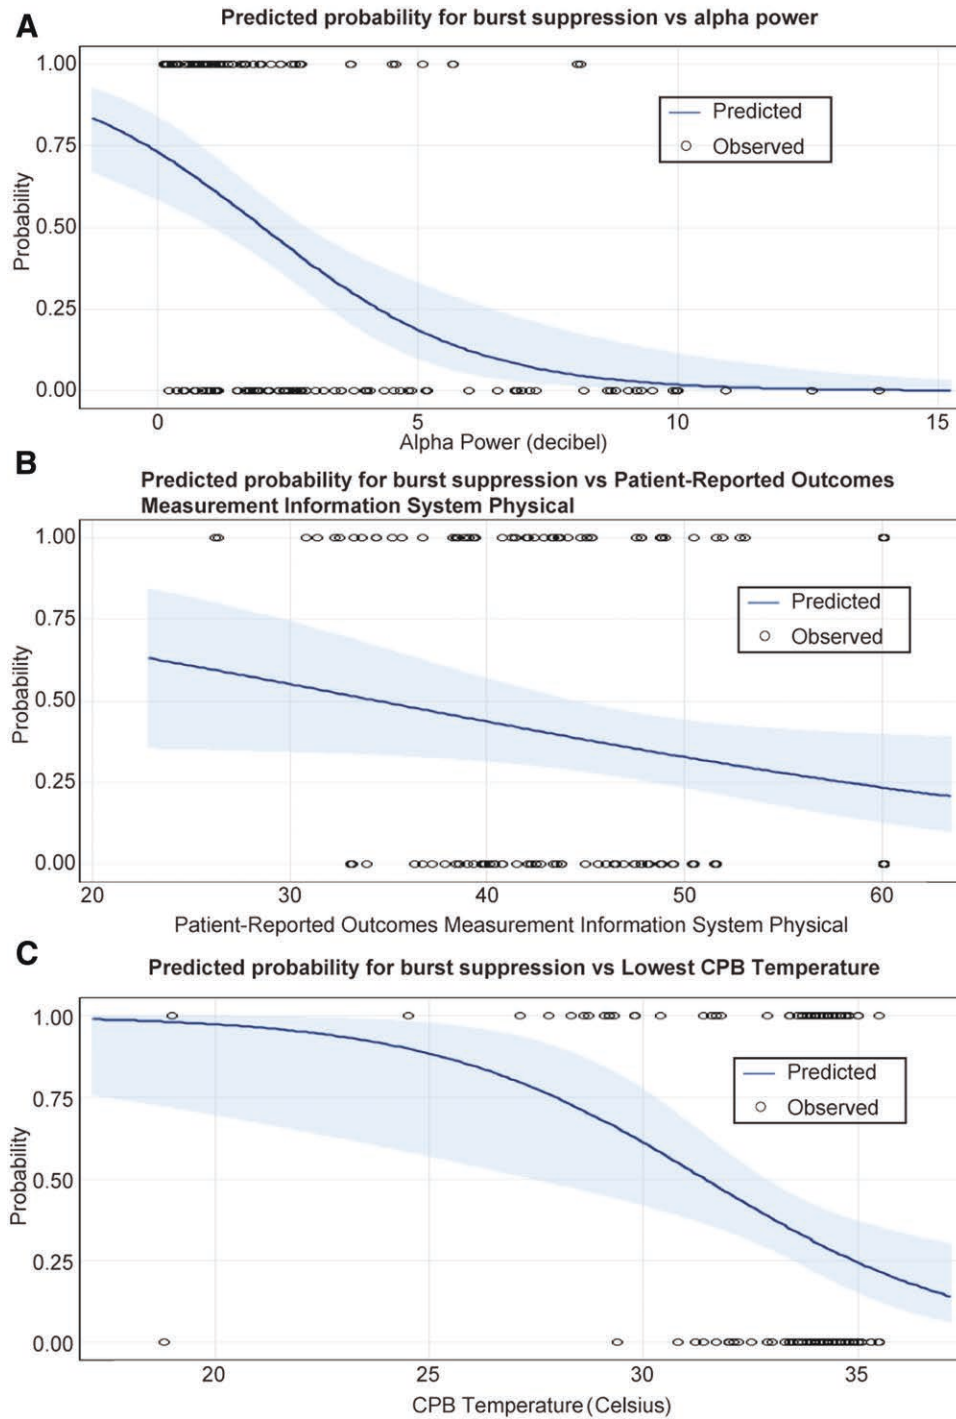 A
Predicted probability for burst suppression vs alpha power
1.00
0.75
0.50
0.25
0.00
Probability
Predicted
Observed
0 5 10 15
Alpha Power (decibel)
B
Predicted probability for burst suppression vs Patient-Reported Outcomes
Measurement Information System Physical
1.00
0.75
0.50
0.25
0.00
Probability
Predicted
Observed
20 30 40 50 60
Patient-Reported Outcomes Measurement Information System Physical
C
Predicted probability for burst suppression vs Lowest CPB Temperature
1.00
0.75
0.50
0.25
0.00
Probability
Predicted
Observed
20 25 30 35
CPB Temperature (Celsius)